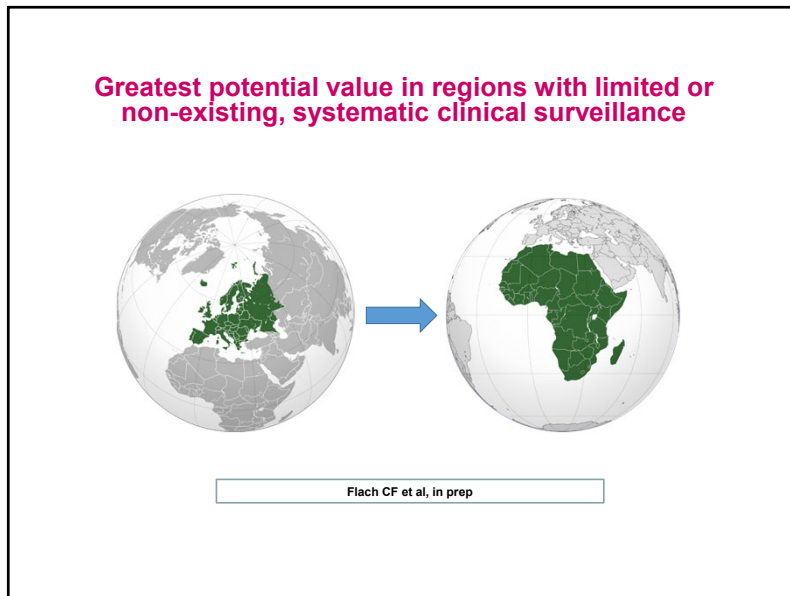 Greatest potential value in regions with limited or
non-existing, systematic clinical surveillance
Flach CF et al, in prep